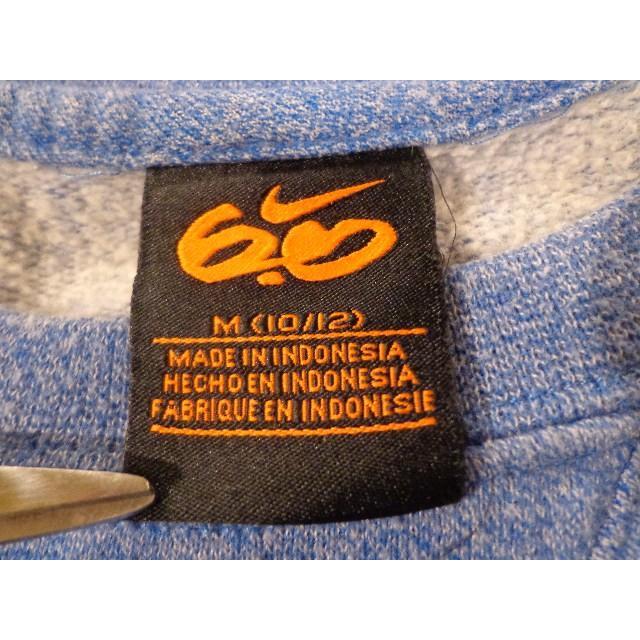 6.0
M (10/12)
MADE IN INDONESIA
HECHO EN INDONESIA
FABRIQUE EN INDONESIE